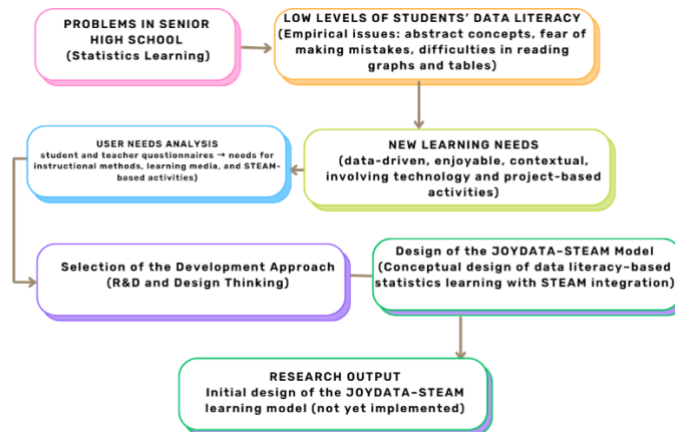 PROBLEMS IN SENIOR
HIGH SCHOOL
(Statistics Learning)
LOW LEVELS OF STUDENTS’ DATA LITERACY
(Empirical issues: abstract concepts, fear of
making mistakes, difficulties in reading
graphs and tables)
USER NEEDS ANALYSIS
student and teacher questionnaires → needs for
instructional methods, learning media, and STEAM-
based activities)
NEW LEARNING NEEDS
(data-driven, enjoyable, contextual,
involving technology and project-based
activities)
Selection of the Development Approach
(R&D and Design Thinking)
Design of the JOYDATA–STEAM Model
(Conceptual design of data literacy–based
statistics learning with STEAM integration)
RESEARCH OUTPUT
Initial design of the JOYDATA–STEAM
learning model (not yet implemented)